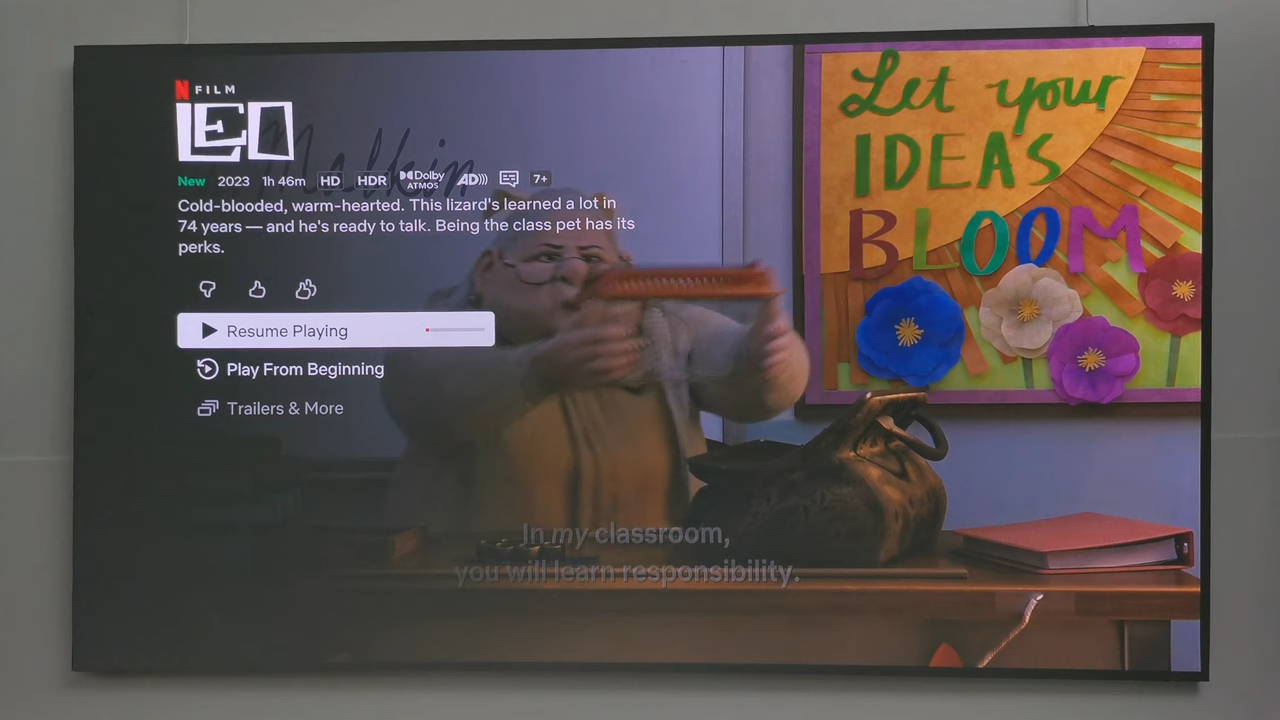 N FILM
LEO
Malkin
New 2023 1h 46m HD HDR Dolby ATMOS AD 7+
Cold-blooded, warm-hearted. This lizard's learned a lot in
74 years — and he's ready to talk. Being the class pet has its
perks.
Resume Playing
Play From Beginning
Trailers & More
Let your
IDEAS
BLOOM
In my classroom,
you will learn responsibility.